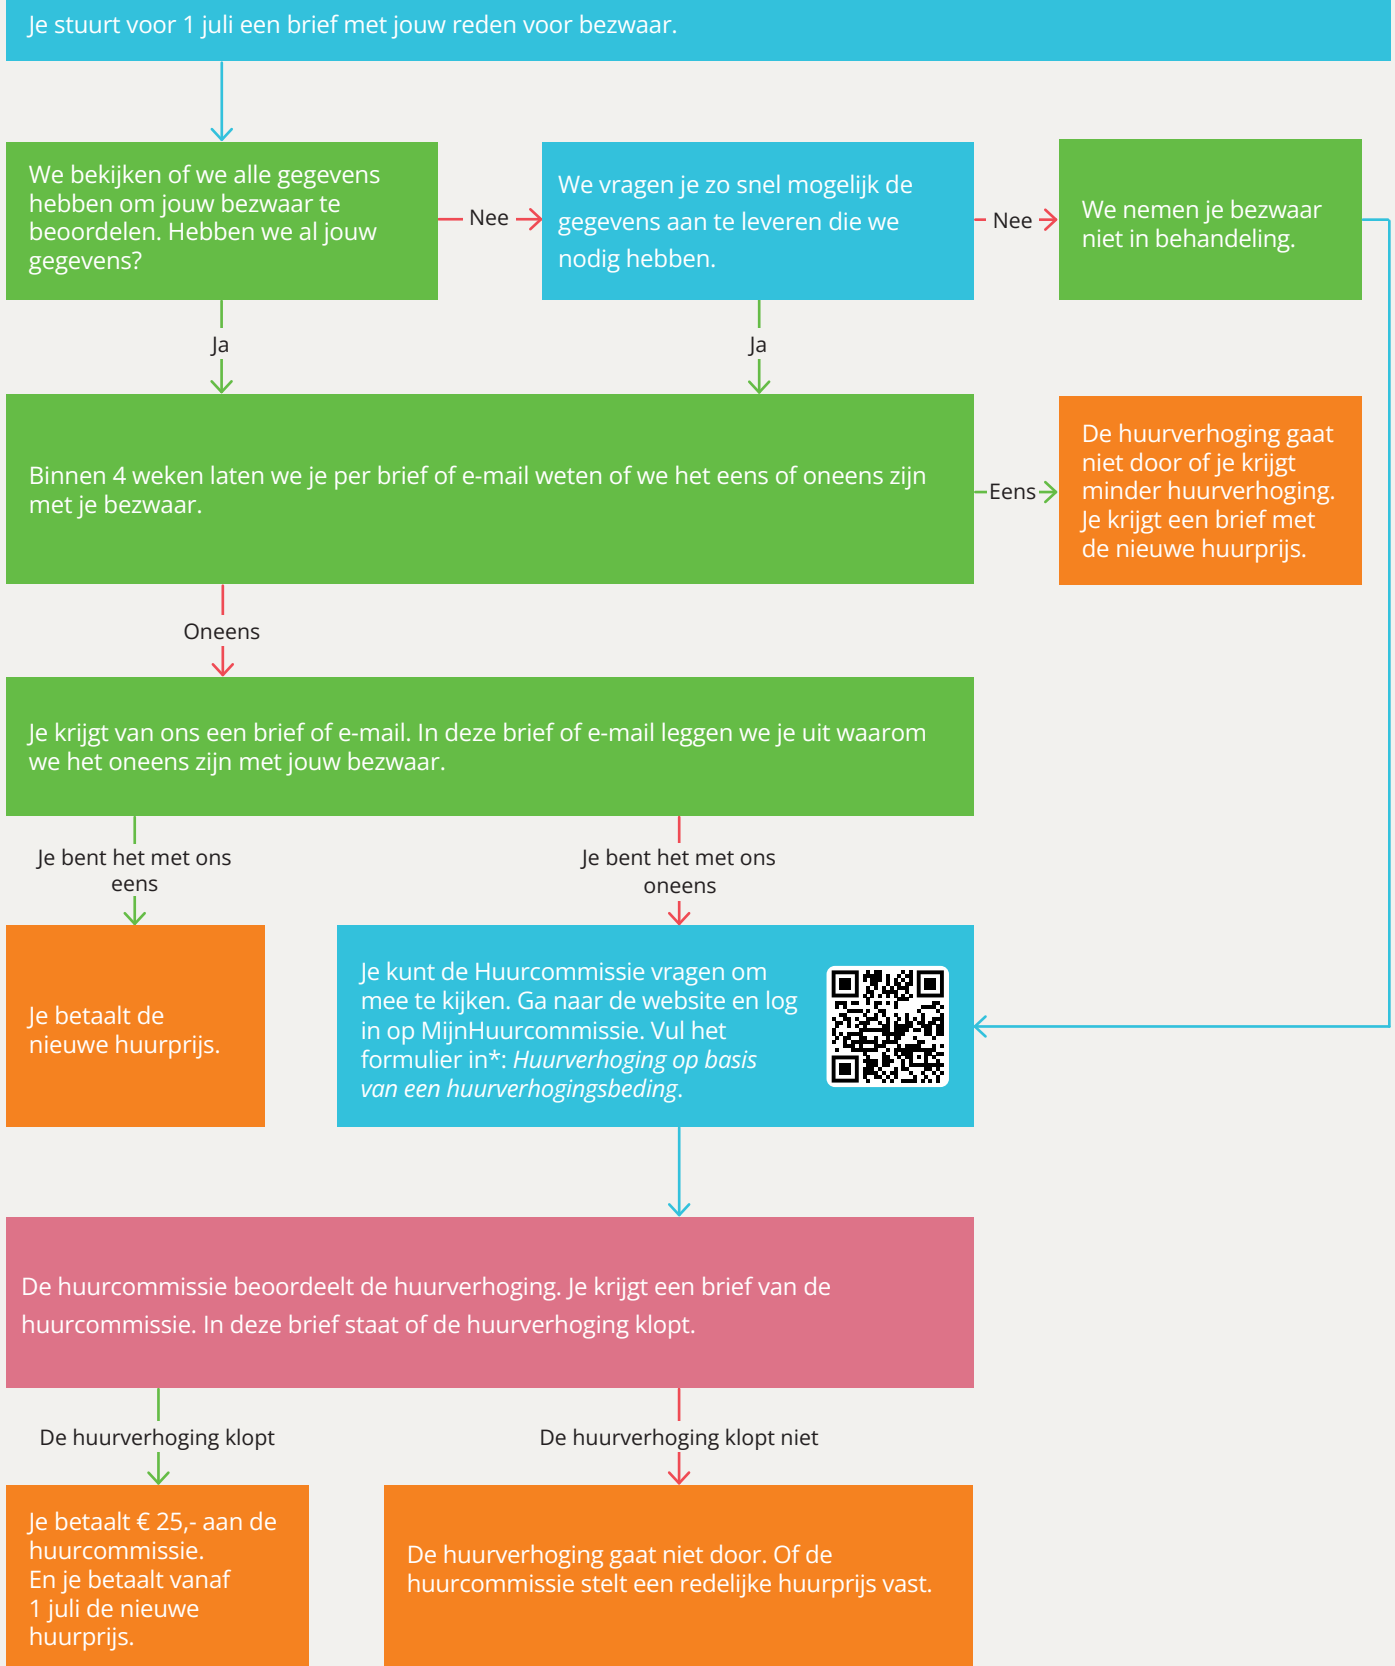 Je stuurt voor 1 juli een brief met jouw reden voor bezwaar.
We bekijken of we alle gegevens
hebben om jouw bezwaar te
beoordelen. Hebben we al jouw
gegevens?
Nee
We vragen je zo snel mogelijk de
gegevens aan te leveren die we
nodig hebben.
Nee
We nemen je bezwaar
niet in behandeling.
Ja
Ja
Binnen 4 weken laten we je per brief of e-mail weten of we het eens of oneens zijn
met je bezwaar.
Eens
De huurverhoging gaat
niet door of je krijgt
minder huurverhoging.
Je krijgt een brief met
de nieuwe huurprijs.
Oneens
Je krijgt van ons een brief of e-mail. In deze brief of e-mail leggen we je uit waarom
we het oneens zijn met jouw bezwaar.
Je bent het met ons
eens
Je bent het met ons
oneens
Je betaalt de
nieuwe huurprijs.
Je kunt de Huurcommissie vragen om
mee te kijken. Ga naar de website en log
in op MijnHuurcommissie. Vul het
formulier in*: Huurverhoging op basis
van een huurverhogingsbeding.
De huurcommissie beoordeelt de huurverhoging. Je krijgt een brief van de
huurcommissie. In deze brief staat of de huurverhoging klopt.
De huurverhoging klopt
De huurverhoging klopt niet
Je betaalt € 25,- aan de
huurcommissie.
En je betaalt vanaf
1 juli de nieuwe
huurprijs.
De huurverhoging gaat niet door. Of de
huurcommissie stelt een redelijke huurprijs vast.